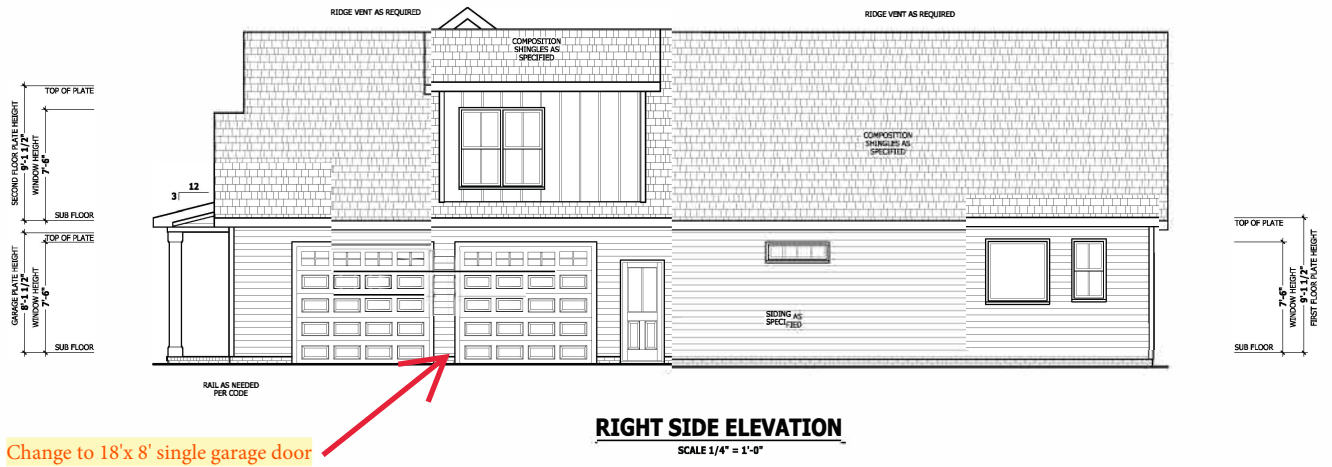 RIDGE VENT AS REQUIRED
RIDGE VENT AS REQUIRED
COMPOSITION
SHINGLES AS
SPECIFIED
TOP OF PLATE
SECOND FLOOR PLATE HEIGHT
9'-1 1/2"
WINDOW HEIGHT
7'-6"
COMPOSITION
SHINGLES AS
SPECIFIED
12
3
SUB FLOOR
TOP OF PLATE
GARAGE PLATE HEIGHT
8'-1 1/2"
WINDOW HEIGHT
7'-6"
SUB FLOOR
TOP OF PLATE
7'-6"
WINDOW HEIGHT
9'-1 1/2"
FIRST FLOOR PLATE HEIGHT
SUB FLOOR
SIDING AS
SPECIFIED
RAIL AS NEEDED
PER CODE
RIGHT SIDE ELEVATION
SCALE 1/4" = 1'-0"
Change to 18'x 8' single garage door